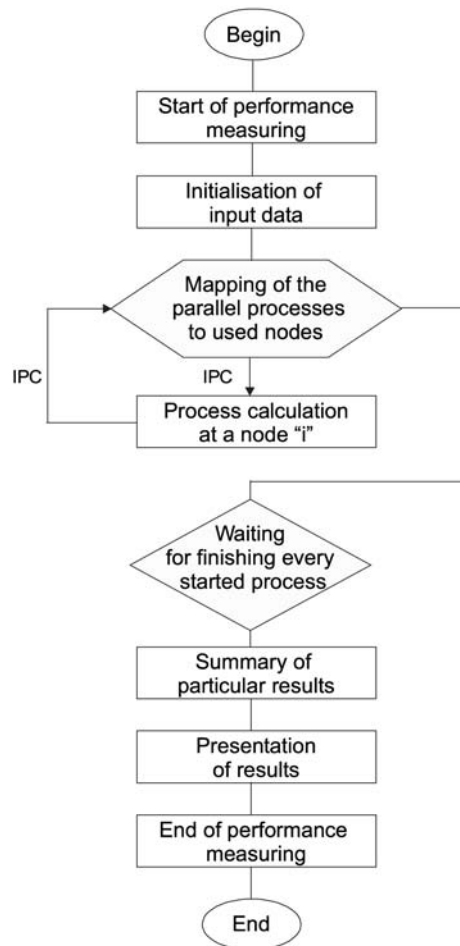 Begin
Start of performance
measuring
Initialisation of
input data
Mapping of the
parallel processes
to used nodes
IPC
IPC
Process calculation
at a node “i”
Waiting
for finishing every
started process
Summary of
particular results
Presentation
of results
End of performance
measuring
End